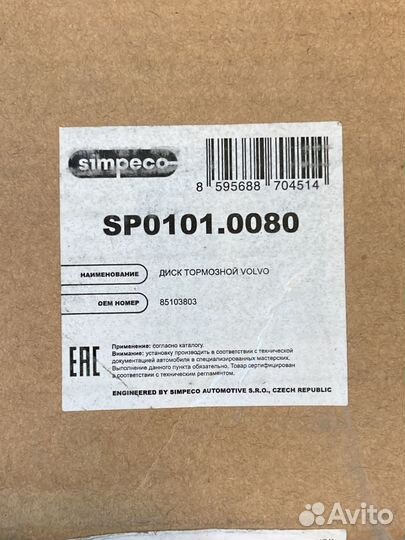 simpeco
8 595688 704514
SP0101.0080
НАИМЕНОВАНИЕ ДИСК ТОРМОЗНОЙ VOLVO
OEM НОМЕР 85103803
EAC
Применение: согласно каталогу.
Внимание: установку производить в соответствии с технической
документацией автомобиля в специализированных мастерских.
Выполнение данного пункта обязательно. Товар сертифицирован
в соответствии с техническим регламентом.
ENGINEERED BY SIMPECO AUTOMOTIVE S.R.O., CZECH REPUBLIC
Avito